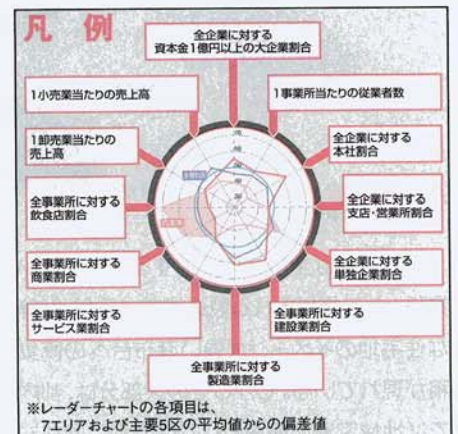 凡例
全企業に対する
資本金1億円以上の大企業割合
1小売業当たりの売上高
1事業所当たりの従業者数
1卸売業当たりの
売上高
全企業に対する
本社割合
全事業所に対する
飲食店割合
全企業に対する
支店・営業所割合
全事業所に対する
商業割合
全企業に対する
単独企業割合
全事業所に対する
サービス業割合
全事業所に対する
建設業割合
全事業所に対する
製造業割合
※レーダーチャートの各項目は、
7エリアおよび主要5区の平均値からの偏差値